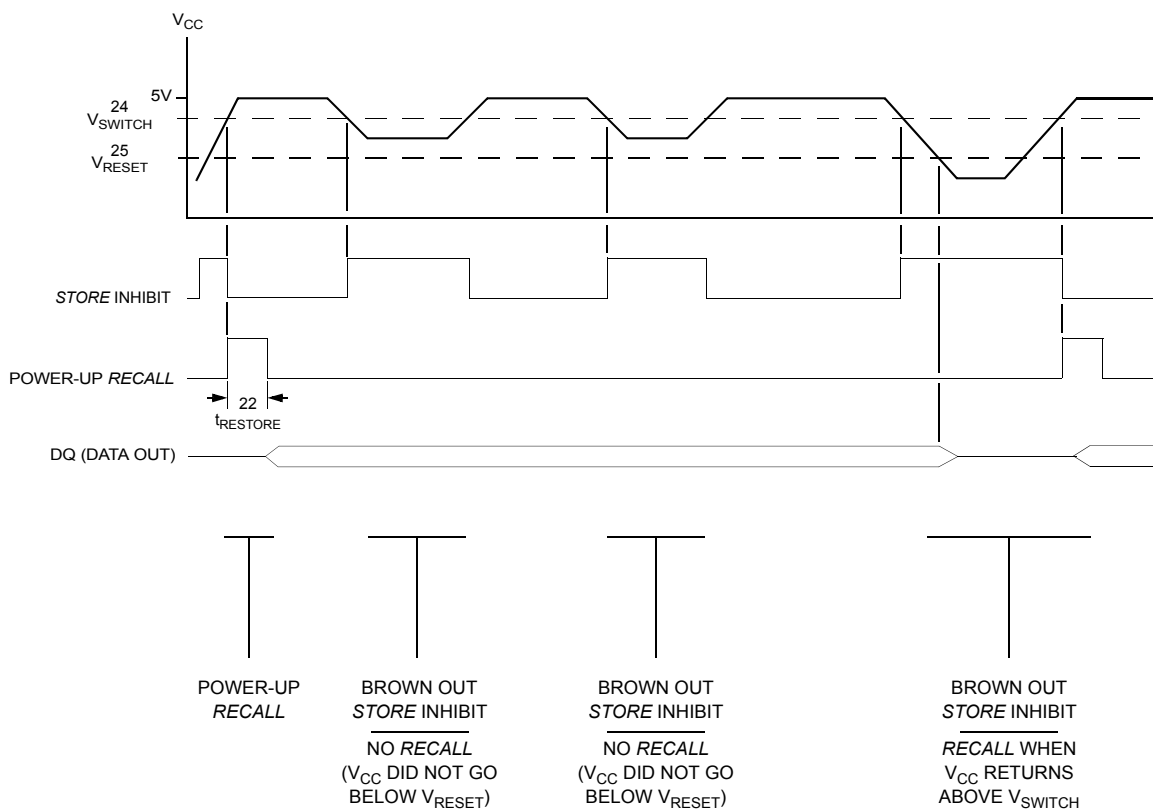 VCC
5V
24
VSWITCH
25
VRESET
STORE INHIBIT
POWER-UP RECALL
22
tRESTORE
DQ (DATA OUT)
POWER-UP
RECALL
BROWN OUT
STORE INHIBIT
NO RECALL
(VCC DID NOT GO
BELOW VRESET)
BROWN OUT
STORE INHIBIT
NO RECALL
(VCC DID NOT GO
BELOW VRESET)
BROWN OUT
STORE INHIBIT
RECALL WHEN
VCC RETURNS
ABOVE VSWITCH